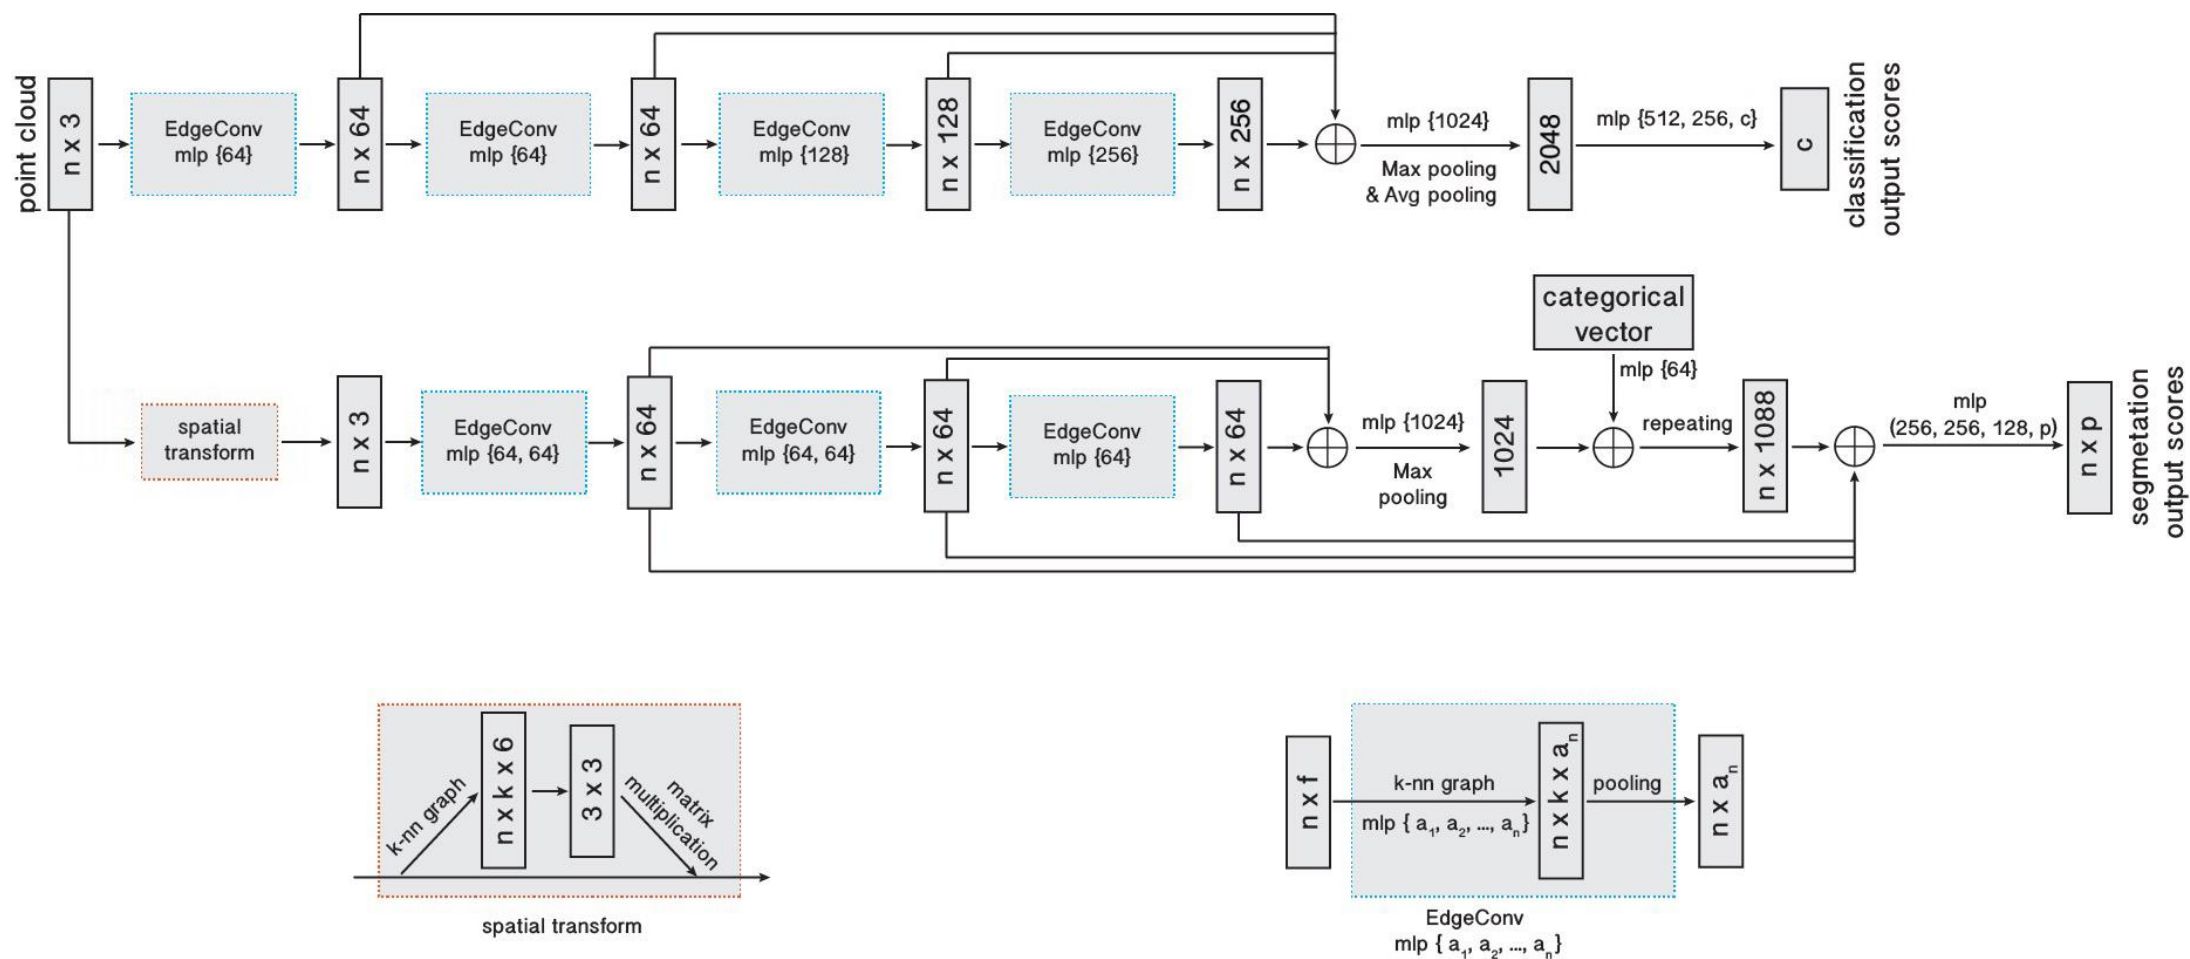 point cloud
n x 3
EdgeConv
mlp {64}
n x 64
EdgeConv
mlp {64}
n x 64
EdgeConv
mlp {128}
n x 128
EdgeConv
mlp {256}
n x 256
mlp {1024}
Max pooling
& Avg pooling
2048
mlp {512, 256, c}
c
classification
output scores
spatial
transform
n x 3
EdgeConv
mlp {64, 64}
n x 64
EdgeConv
mlp {64, 64}
n x 64
EdgeConv
mlp {64}
n x 64
mlp {1024}
Max
pooling
1024
categorical
vector
mlp {64}
repeating
n x 1088
mlp
(256, 256, 128, p)
n x p
segmetation
output scores
k-nn graph
n x k x 6
3 x 3
matrix
multiplication
spatial transform
n x f
k-nn graph
mlp { a₁, a₂, ..., aₙ}
n x k x aₙ
pooling
n x aₙ
EdgeConv
mlp { a₁, a₂, ..., aₙ}